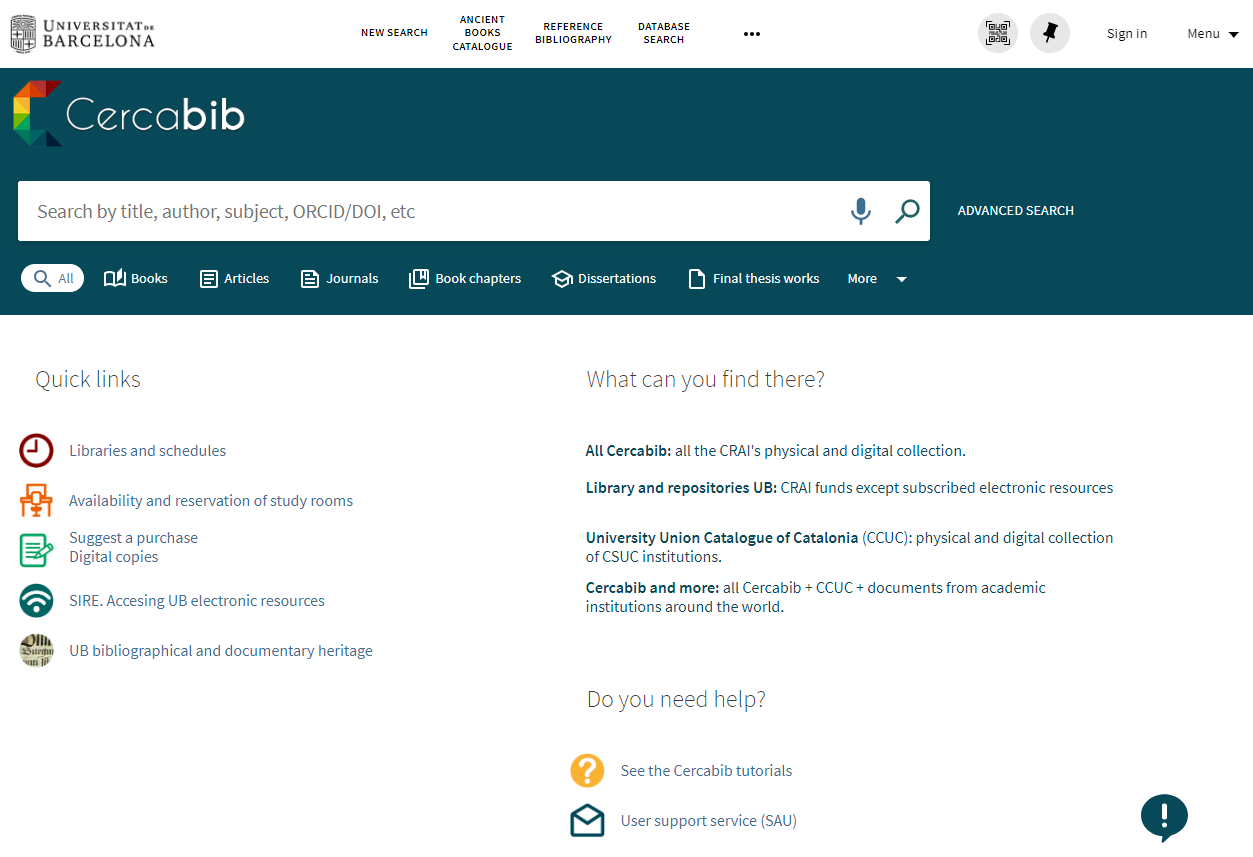 UNIVERSITAT DE
BARCELONA
NEW SEARCH
ANCIENT
BOOKS
CATALOGUE
REFERENCE
BIBLIOGRAPHY
DATABASE
SEARCH
Sign in
Menu
Cercabib
Search by title, author, subject, ORCID/DOI, etc
ADVANCED SEARCH
All
Books
Articles
Journals
Book chapters
Dissertations
Final thesis works
More
Quick links
Libraries and schedules
Availability and reservation of study rooms
Suggest a purchase
Digital copies
SIRE. Accesing UB electronic resources
UB bibliographical and documentary heritage
What can you find there?
All Cercabib: all the CRAI's physical and digital collection.
Library and repositories UB: CRAI funds except subscribed electronic resources
University Union Catalogue of Catalonia (CCUC): physical and digital collection
of CSUC institutions.
Cercabib and more: all Cercabib + CCUC + documents from academic
institutions around the world.
Do you need help?
See the Cercabib tutorials
User support service (SAU)